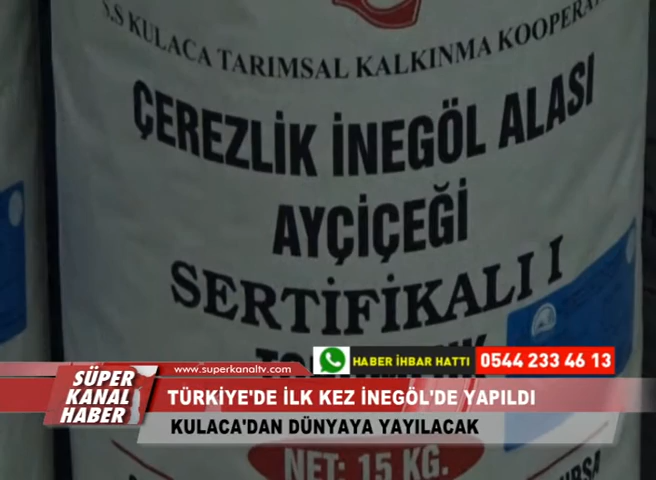 S.S KULACA TARIMSAL KALKINMA
ÇEREZLİK İNEGÖL ALASI
AYÇİÇEĞİ
SERTİFİKALI I
HABER İHBAR HATTI 0544 233 46 13
www.superkanaltv.com
SÜPER
KANAL
HABER
TÜRKİYE'DE İLK KEZ İNEGÖL'DE YAPILDI
KULACA'DAN DÜNYAYA YAYILACAK
NET: 15 KG.